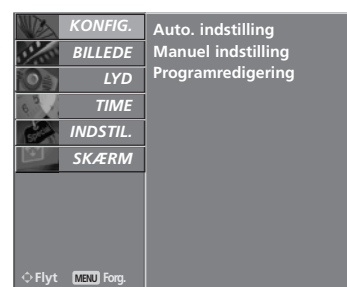 KONFIG.
BILLEDE
LYD
TIME
INDSTIL.
SKÆRM
Auto. indstilling
Manuel indstilling
Programredigering
Flyt MENU Forg.